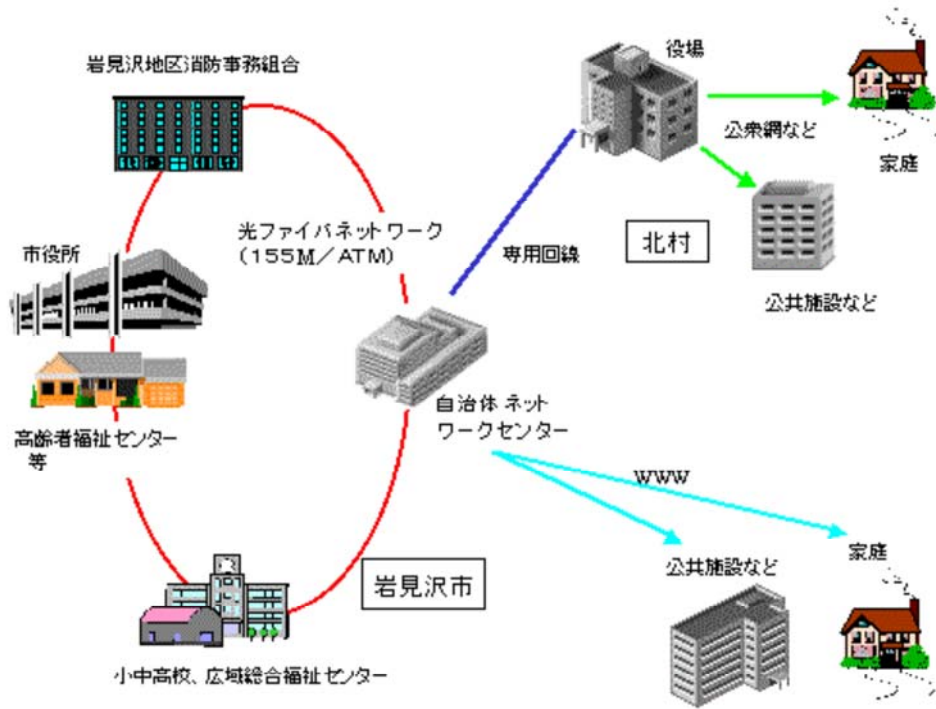 岩見沢地区消防事務組合
役場
公衆網など
家庭
市役所
光ファイバネットワーク
(155M/ATM)
専用回線
北村
公共施設など
自治体ネット
ワークセンター
高齢者福祉センター
等
WWW
家庭
公共施設など
岩見沢市
小中高校、広域総合福祉センター